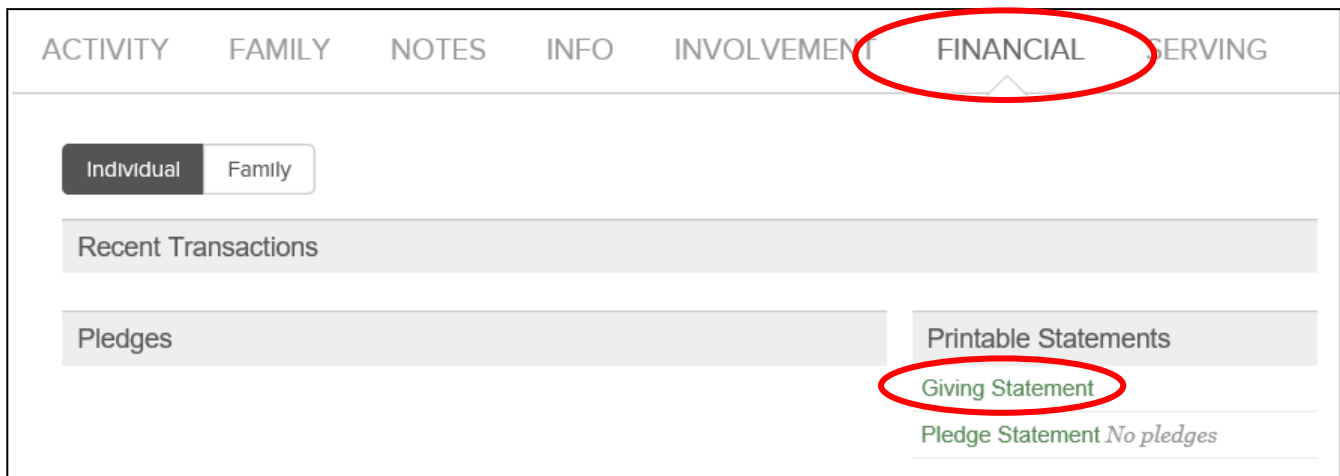 ACTIVITY FAMILY NOTES INFO INVOLVEMENT FINANCIAL SERVING
Individual Family
Recent Transactions
Pledges
Printable Statements
Giving Statement
Pledge Statement No pledges